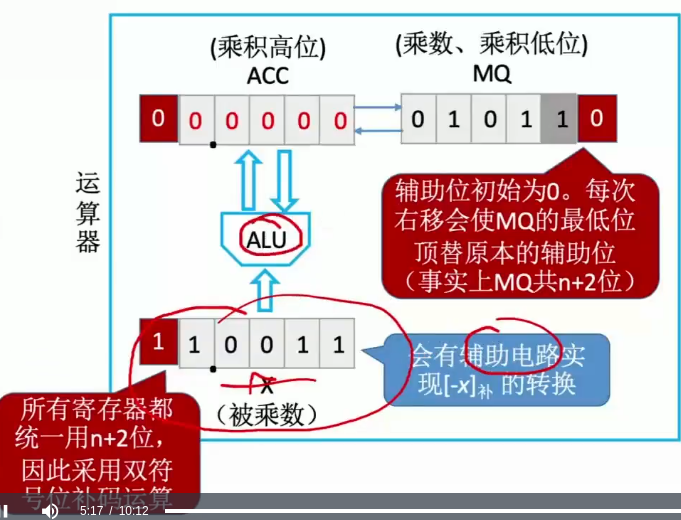 (乘积高位)
ACC
(乘数、乘积低位)
MQ
0 0 0 0 0 0
0 1 0 1 1 0
运算器
ALU
辅助位初始为0。每次
右移会使MQ的最低位
顶替原本的辅助位
（事实上MQ共n+2位）
1 1 0 0 1 1
X
（被乘数）
会有辅助电路实
现[-x]补 的转换
所有寄存器都
统一用n+2位，
因此采用双符
号位补码运算
5:17 / 10:12